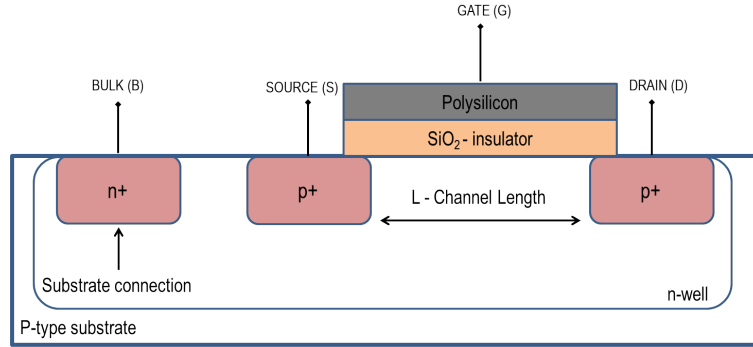 GATE (G)
BULK (B)
SOURCE (S)
DRAIN (D)
Polysilicon
SiO₂ - insulator
n+
p+
L - Channel Length
p+
Substrate connection
n-well
P-type substrate